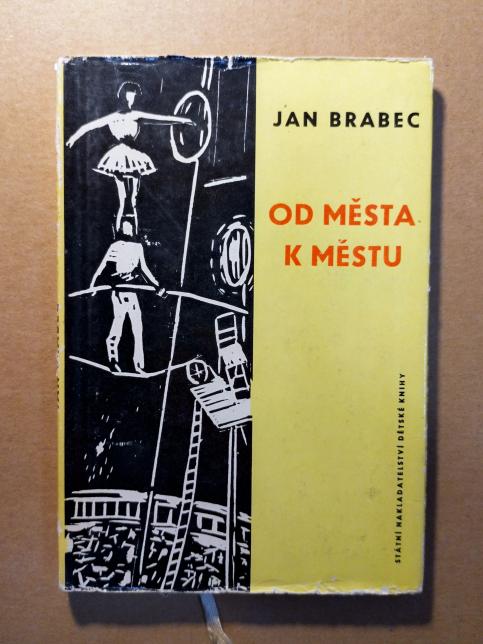 JAN BRABEC
OD MĚSTA
K MĚSTU
STÁTNÍ NAKLADATELSTVÍ DĚTSKÉ KNIHY